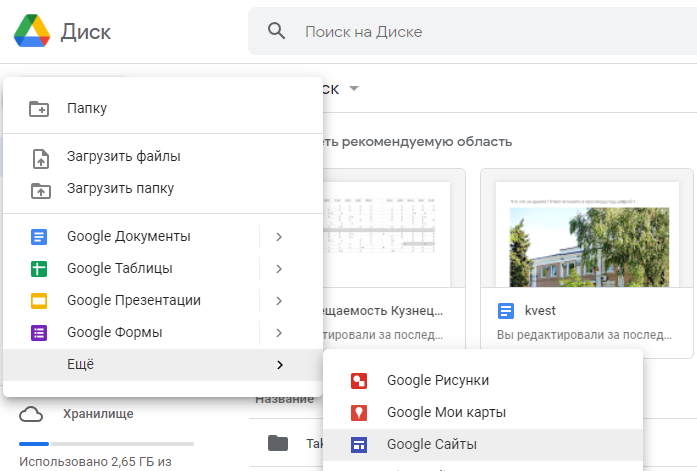 Диск
Поиск на Диске
ск
Папку
Загрузить файлы
Загрузить папку
Google Документы
Google Таблицы
Google Презентации
Google Формы
Ещё
еть рекомендуемую область
ещаемость Кузнец...
тировали за послед...
kvest
Вы редактировали за послед...
Google Рисунки
Google Мои карты
Google Сайты
Название
Tak
Хранилище
Использовано 2,65 ГБ из